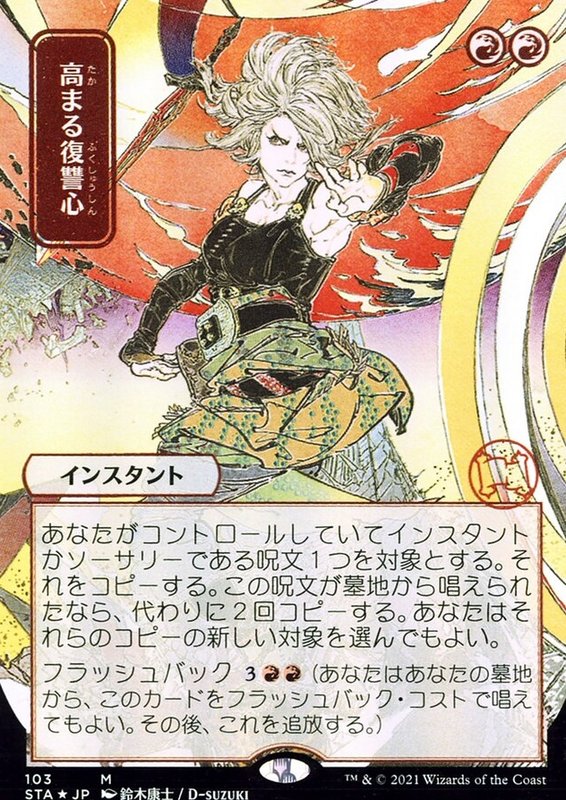 高まる復讐心
たか
ふくしゅうしん
インスタント
あなたがコントロールしていてインスタント
かソーサリーである呪文1つを対象とする。そ
れをコピーする。この呪文が墓地から唱えられ
たなら、代わりに2回コピーする。あなたはそ
れらのコピーの新しい対象を選んでもよい。
フラッシュバック 3 (あなたはあなたの墓地
から、このカードをフラッシュバック・コストで唱え
てもよい。その後、これを追放する。)
103 M
STA ★ JP 鈴木康士 / D-SUZUKI
™ & © 2021 Wizards of the Coast